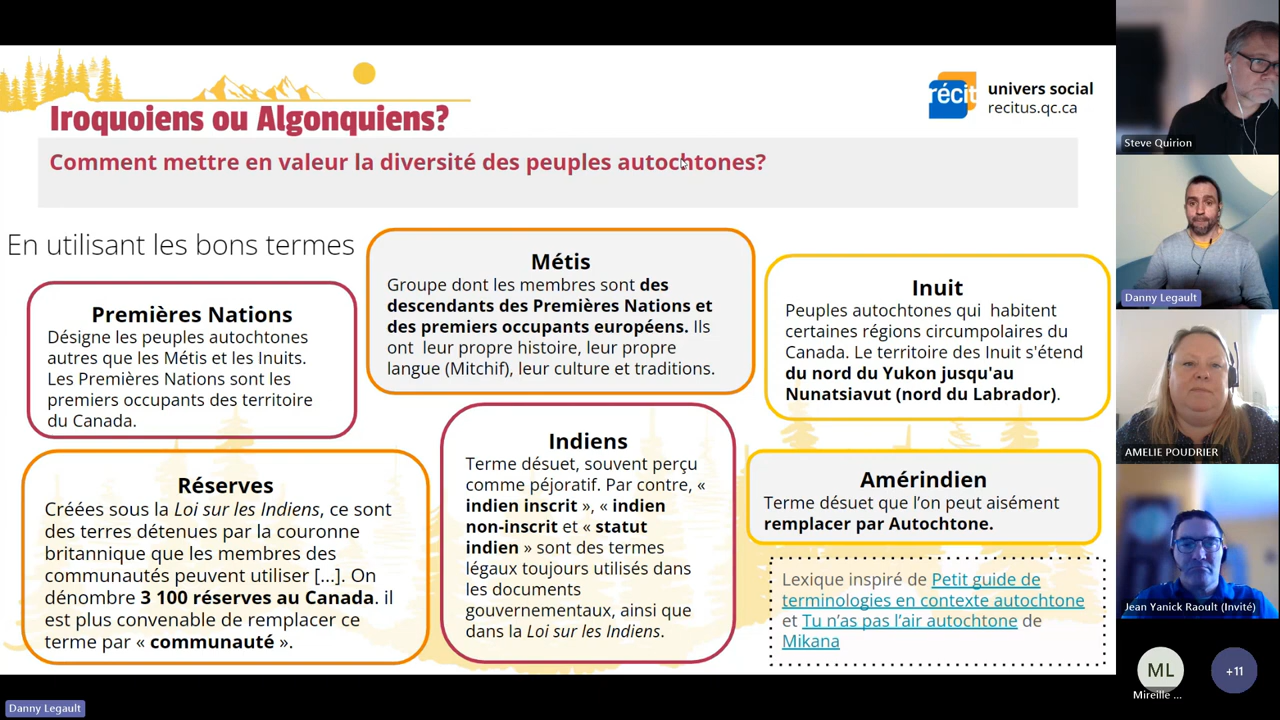 Iroquoiens ou Algonquiens?
récit
univers social
recitus.qc.ca
Comment mettre en valeur la diversité des peuples autochtones?
En utilisant les bons termes
Premières Nations
Désigne les peuples autochtones
autres que les Métis et les Inuits.
Les Premières Nations sont les
premiers occupants des territoire
du Canada.
Métis
Groupe dont les membres sont des
descendants des Premières Nations et
des premiers occupants européens. Ils
ont leur propre histoire, leur propre
langue (Mitchif), leur culture et traditions.
Inuit
Peuples autochtones qui habitent
certaines régions circumpolaires du
Canada. Le territoire des Inuit s'étend
du nord du Yukon jusqu'au
Nunatsiavut (nord du Labrador).
Réserves
Créées sous la Loi sur les Indiens, ce sont
des terres détenues par la couronne
britannique que les membres des
communautés peuvent utiliser [...]. On
dénombre 3 100 réserves au Canada. il
est plus convenable de remplacer ce
terme par « communauté ».
Indiens
Terme désuet, souvent perçu
comme péjoratif. Par contre, «
indien inscrit », « indien
non-inscrit et « statut
indien » sont des termes
légaux toujours utilisés dans
les documents
gouvernementaux, ainsi que
dans la Loi sur les Indiens.
Amérindien
Terme désuet que l’on peut aisément
remplacer par Autochtone.
Lexique inspiré de Petit guide de
terminologies en contexte autochtone
et Tu n’as pas l’air autochtone de
Mikana
Steve Quirion
Danny Legault
AMELIE POUDRIER
Jean Yanick Raoult (Invité)
ML
Mireille ...
+11
Danny Legault